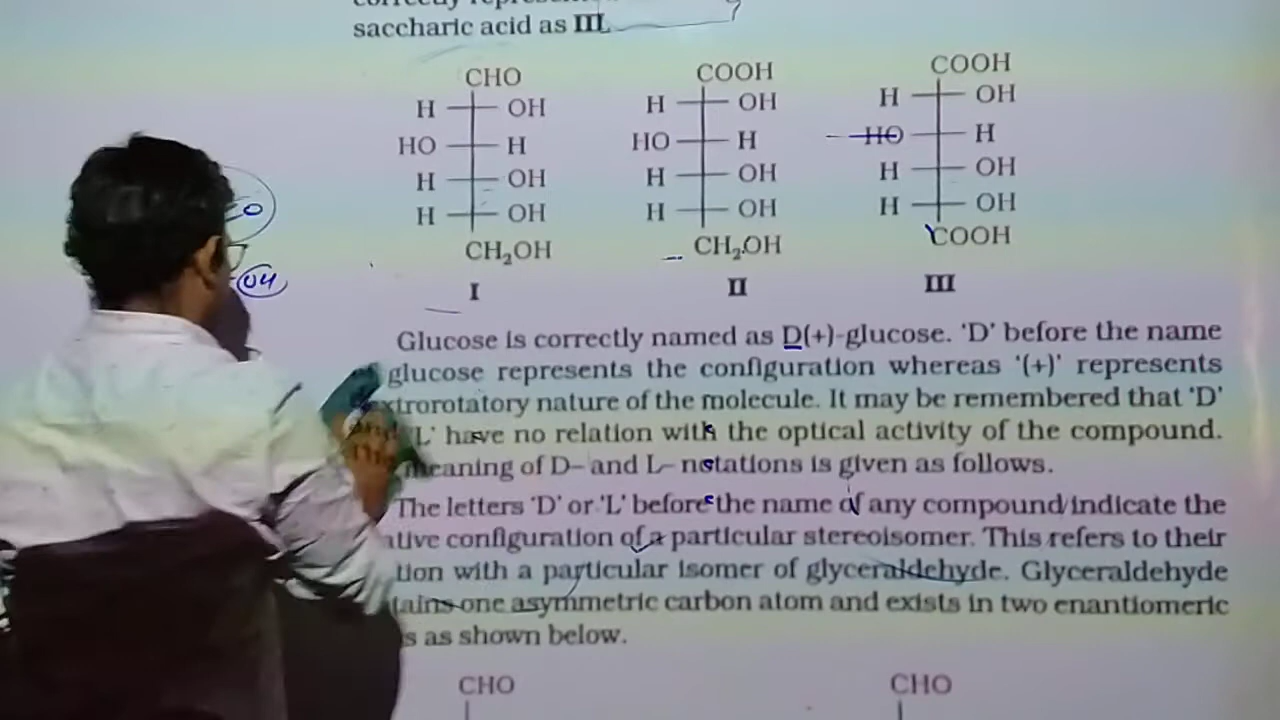 saccharic acid as III.
CHO COOH COOH
H OH H OH H OH
HO H HO H HO H
H OH H OH H OH
H OH H OH H OH
CH₂OH CH₂OH COOH
I II III
OH
Glucose is correctly named as D(+)-glucose. 'D' before the name
glucose represents the configuration whereas '(+)' represents
xtrorotatory nature of the molecule. It may be remembered that 'D'
'L' have no relation with the optical activity of the compound.
meaning of D– and L– notations is given as follows.
The letters 'D' or 'L' before the name of any compound indicate the
ative configuration of a particular stereoisomer. This refers to their
tion with a particular isomer of glyceraldehyde. Glyceraldehyde
tains one asymmetric carbon atom and exists in two enantiomeric
s as shown below.
CHO CHO